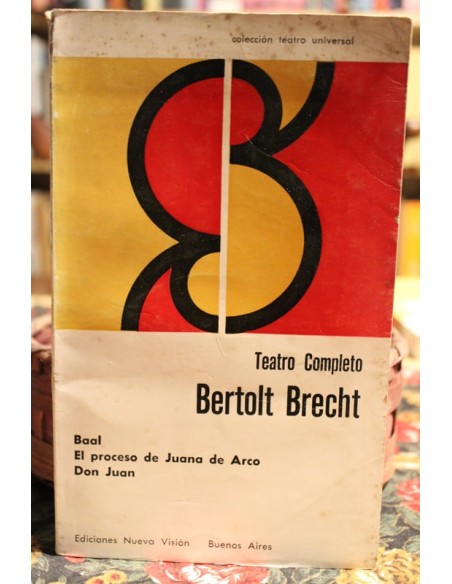 colección teatro universal
Teatro Completo
Bertolt Brecht
Baal
El proceso de Juana de Arco
Don Juan
Ediciones Nueva Visión Buenos Aires